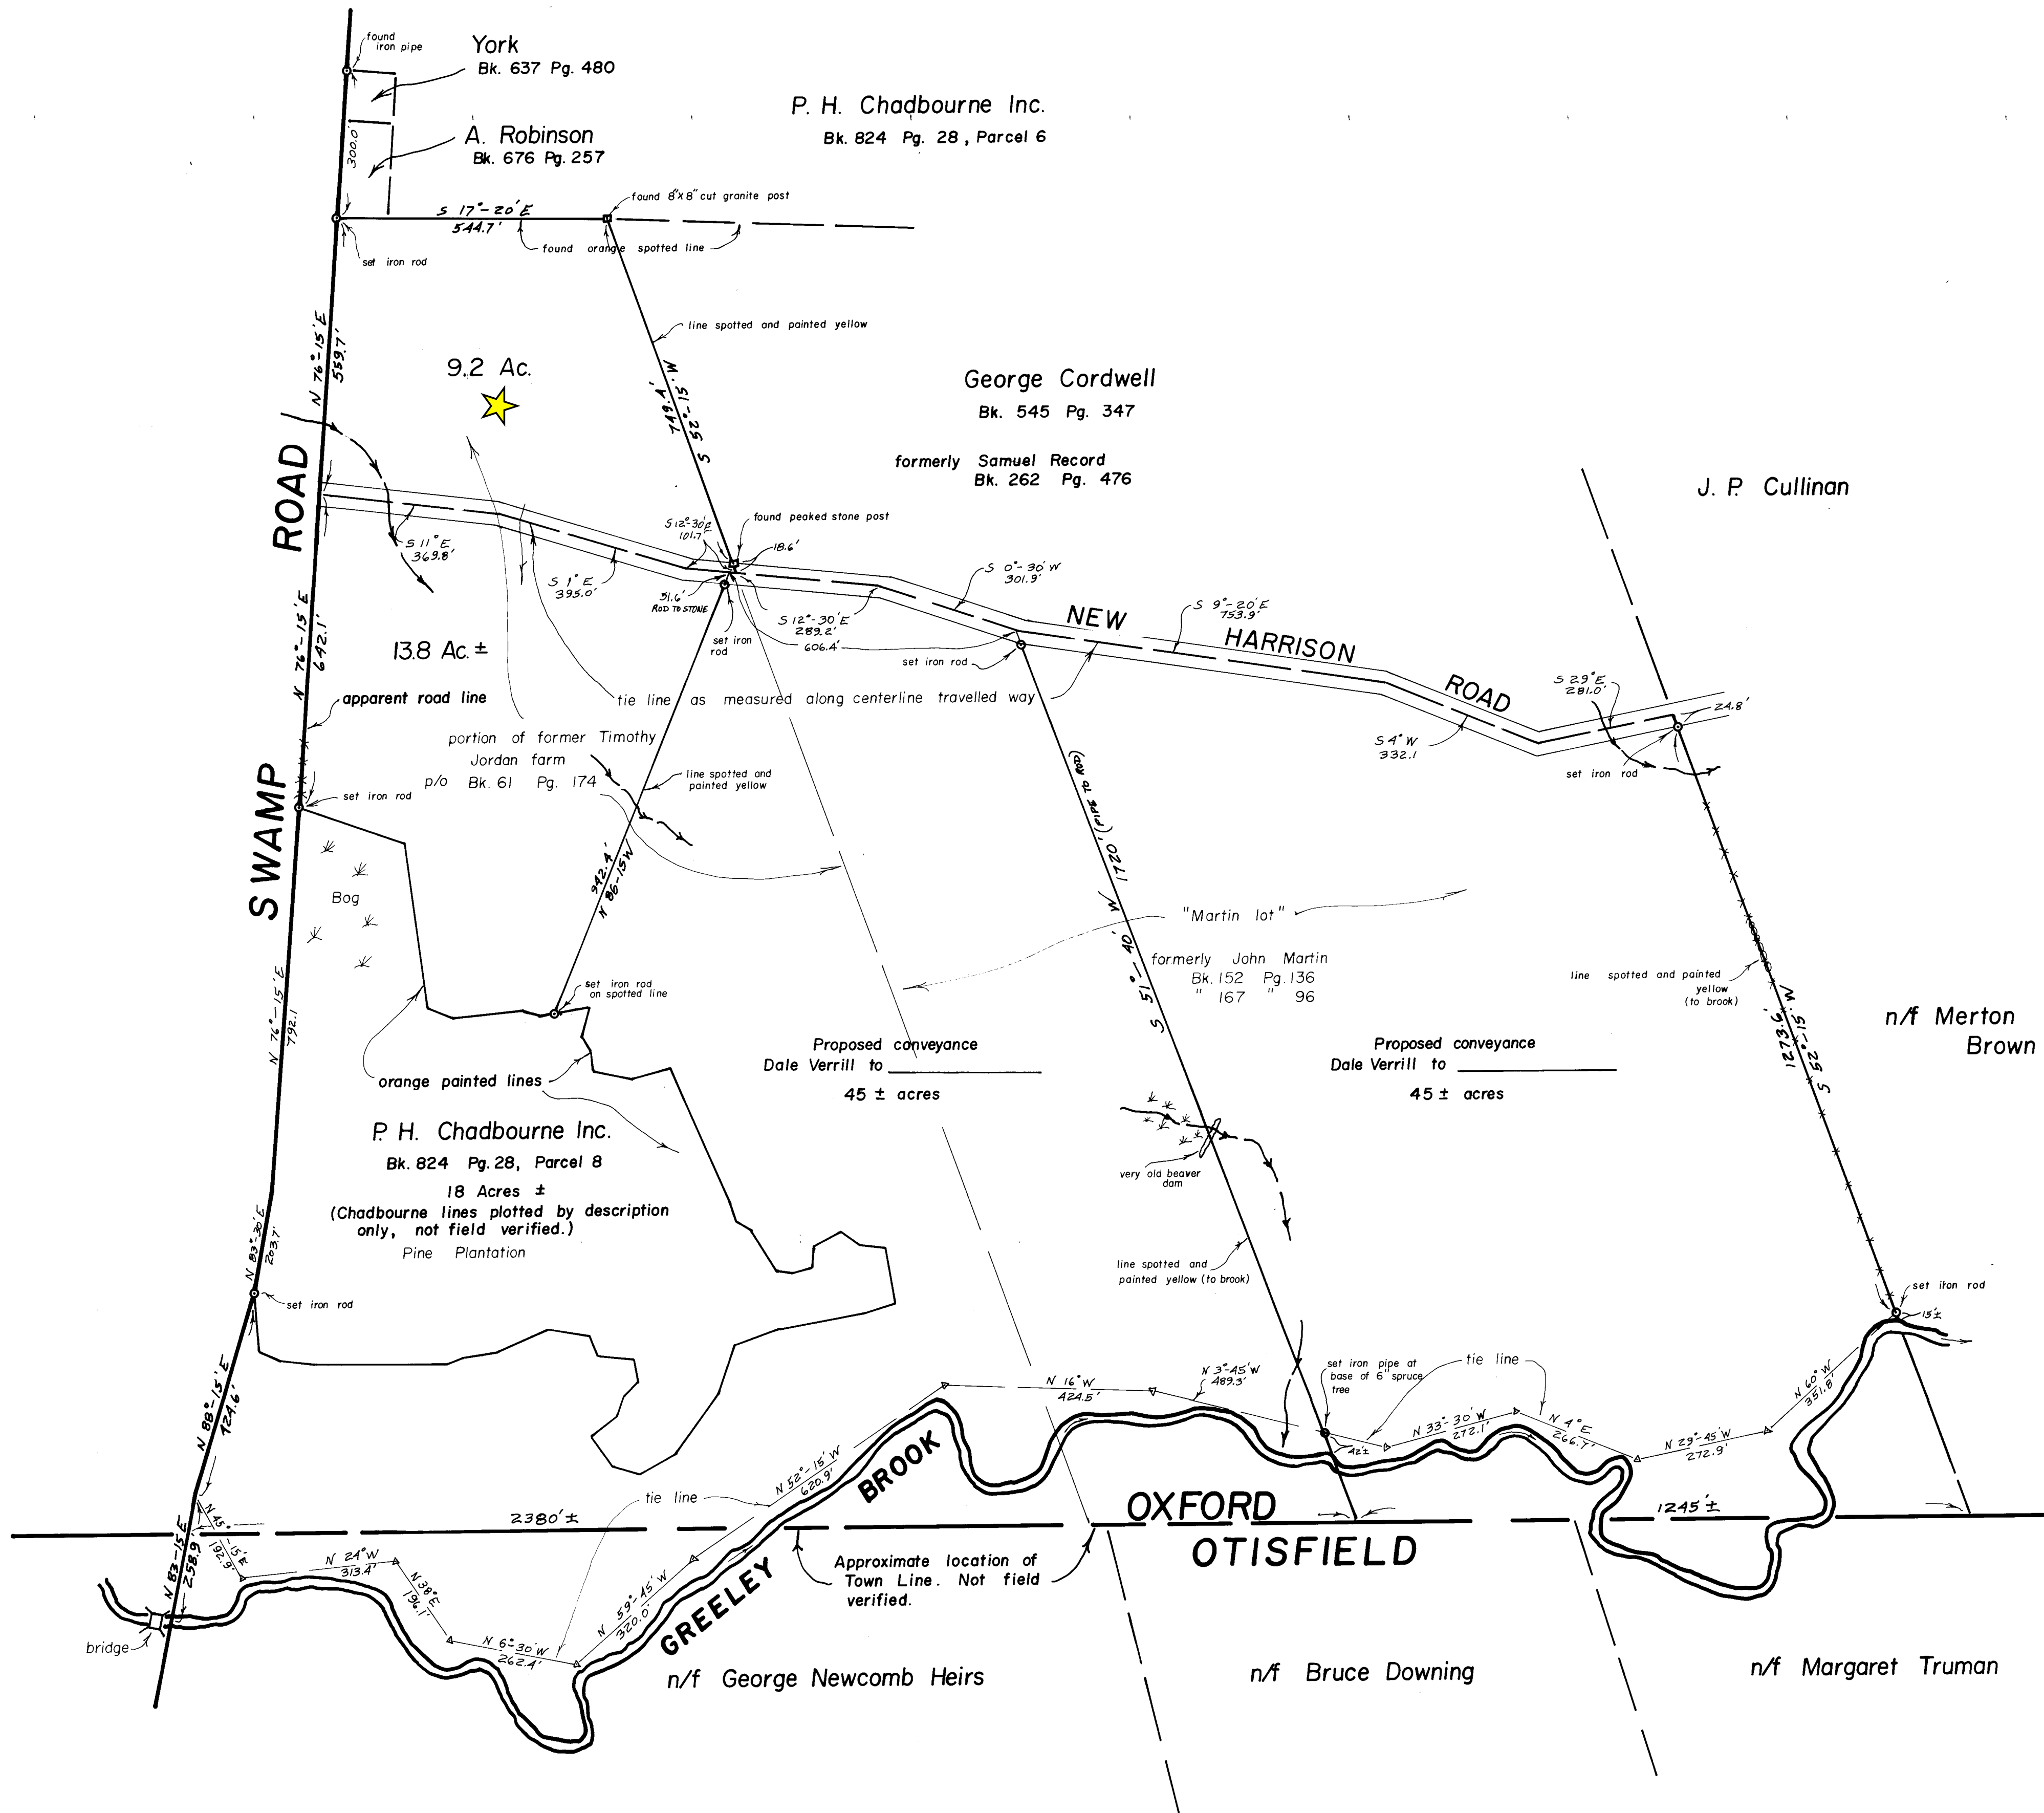 found
iron pipe
York
Bk. 637 Pg. 480
P. H. Chadbourne Inc.
Bk. 824 Pg. 28, Parcel 6
A. Robinson
Bk. 676 Pg. 257
300.0'
S 17°-20'E
544.7'
found 8"x8" cut granite post
found orange spotted line
set iron rod
N 76°-15'E
559.7'
line spotted and painted yellow
9.2 Ac.
S 52°-15'W
749.4'
George Cordwell
Bk. 545 Pg. 347
formerly Samuel Record
Bk. 262 Pg. 476
J. P. Cullinan
SWAMP ROAD
S 11°E
369.8'
S 1°E
395.0'
S 12°-30'E
101.7
found peaked stone post
18.6'
31.6'
ROD TO STONE
set iron
rod
S 12°-30'E
289.2'
606.4'
S 0°-30'W
301.9'
set iron rod
NEW HARRISON ROAD
S 9°-20'E
753.9'
S 29°E
281.0'
24.8'
S 4°W
332.1
set iron rod
N 76°-15'E
642.1'
13.8 Ac. ±
apparent road line
tie line as measured along centerline travelled way
portion of former Timothy
Jordan farm
p/o Bk. 61 Pg. 174
line spotted and
painted yellow
set iron rod
Bog
942.4'
N 86-15W
S 51°-40' W 1720' (PIPE TO ROD)
"Martin lot"
formerly John Martin
Bk. 152 Pg. 136
" 167 " 96
line spotted and painted
yellow
(to brook)
S 52°-15'W
1273.6'
n/f Merton
Brown
N 76°-15'E
792.1
set iron rod
on spotted line
orange painted lines
Proposed conveyance
Dale Verrill to
45 ± acres
Proposed conveyance
Dale Verrill to
45 ± acres
P. H. Chadbourne Inc.
Bk. 824 Pg. 28, Parcel 8
18 Acres ±
(Chadbourne lines plotted by description
only, not field verified.)
Pine Plantation
very old beaver
dam
line spotted and
painted yellow (to brook)
N 83°-30'E
203.7'
set iron rod
set iron rod
15'±
N 88°-15'E
424.6'
N 16°W
424.5'
N 3°-45'W
489.3'
set iron pipe at
base of 6" spruce
tree
tie line
42'±
N 33°-30'W
272.1'
N 4°E
266.7'
N 29°-45'W
272.9'
N 60°W
351.8'
N 52°-15'W
620.9'
tie line
GREELEY BROOK
2380'±
OXFORD
OTISFIELD
1245'±
Approximate location of
Town Line. Not field
verified.
N 83-15E
258.9'
N 45°-15'E
192.9'
N 24°W
313.4'
N 38°E
196.1'
N 6°-30'W
262.4'
N 59°-45'W
320.0'
bridge
n/f George Newcomb Heirs
n/f Bruce Downing
n/f Margaret Truman